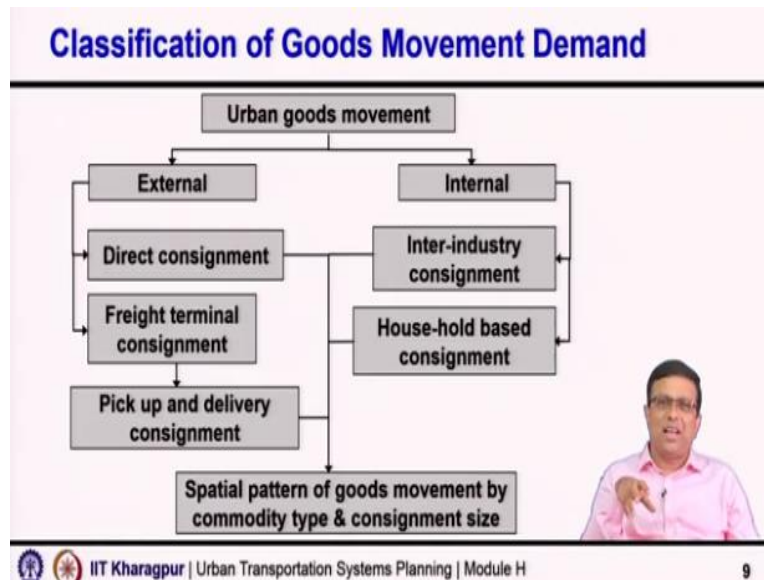 Classification of Goods Movement Demand
Urban goods movement
External
Internal
Direct consignment
Inter-industry
consignment
Freight terminal
consignment
House-hold based
consignment
Pick up and delivery
consignment
Spatial pattern of goods movement by
commodity type & consignment size
IIT Kharagpur | Urban Transportation Systems Planning | Module H
9